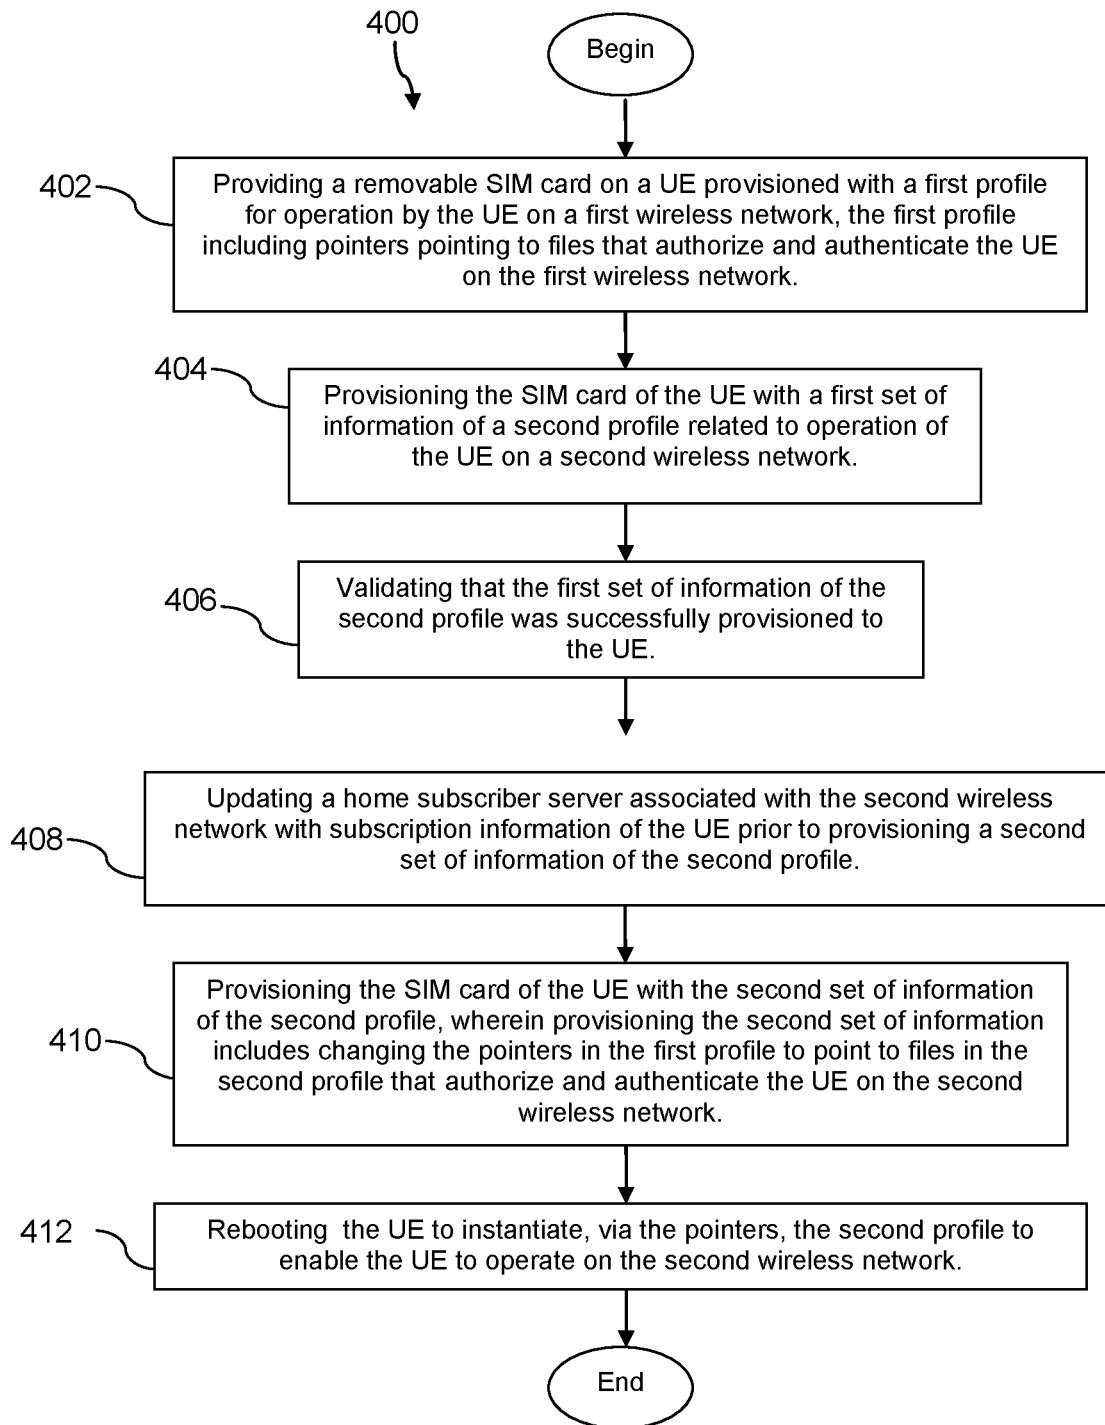 400
Begin
402
Providing a removable SIM card on a UE provisioned with a first profile
for operation by the UE on a first wireless network, the first profile
including pointers pointing to files that authorize and authenticate the UE
on the first wireless network.
404
Provisioning the SIM card of the UE with a first set of
information of a second profile related to operation of
the UE on a second wireless network.
406
Validating that the first set of information of the
second profile was successfully provisioned to
the UE.
408
Updating a home subscriber server associated with the second wireless
network with subscription information of the UE prior to provisioning a second
set of information of the second profile.
410
Provisioning the SIM card of the UE with the second set of information
of the second profile, wherein provisioning the second set of information
includes changing the pointers in the first profile to point to files in the
second profile that authorize and authenticate the UE on the second
wireless network.
412
Rebooting the UE to instantiate, via the pointers, the second profile to
enable the UE to operate on the second wireless network.
End